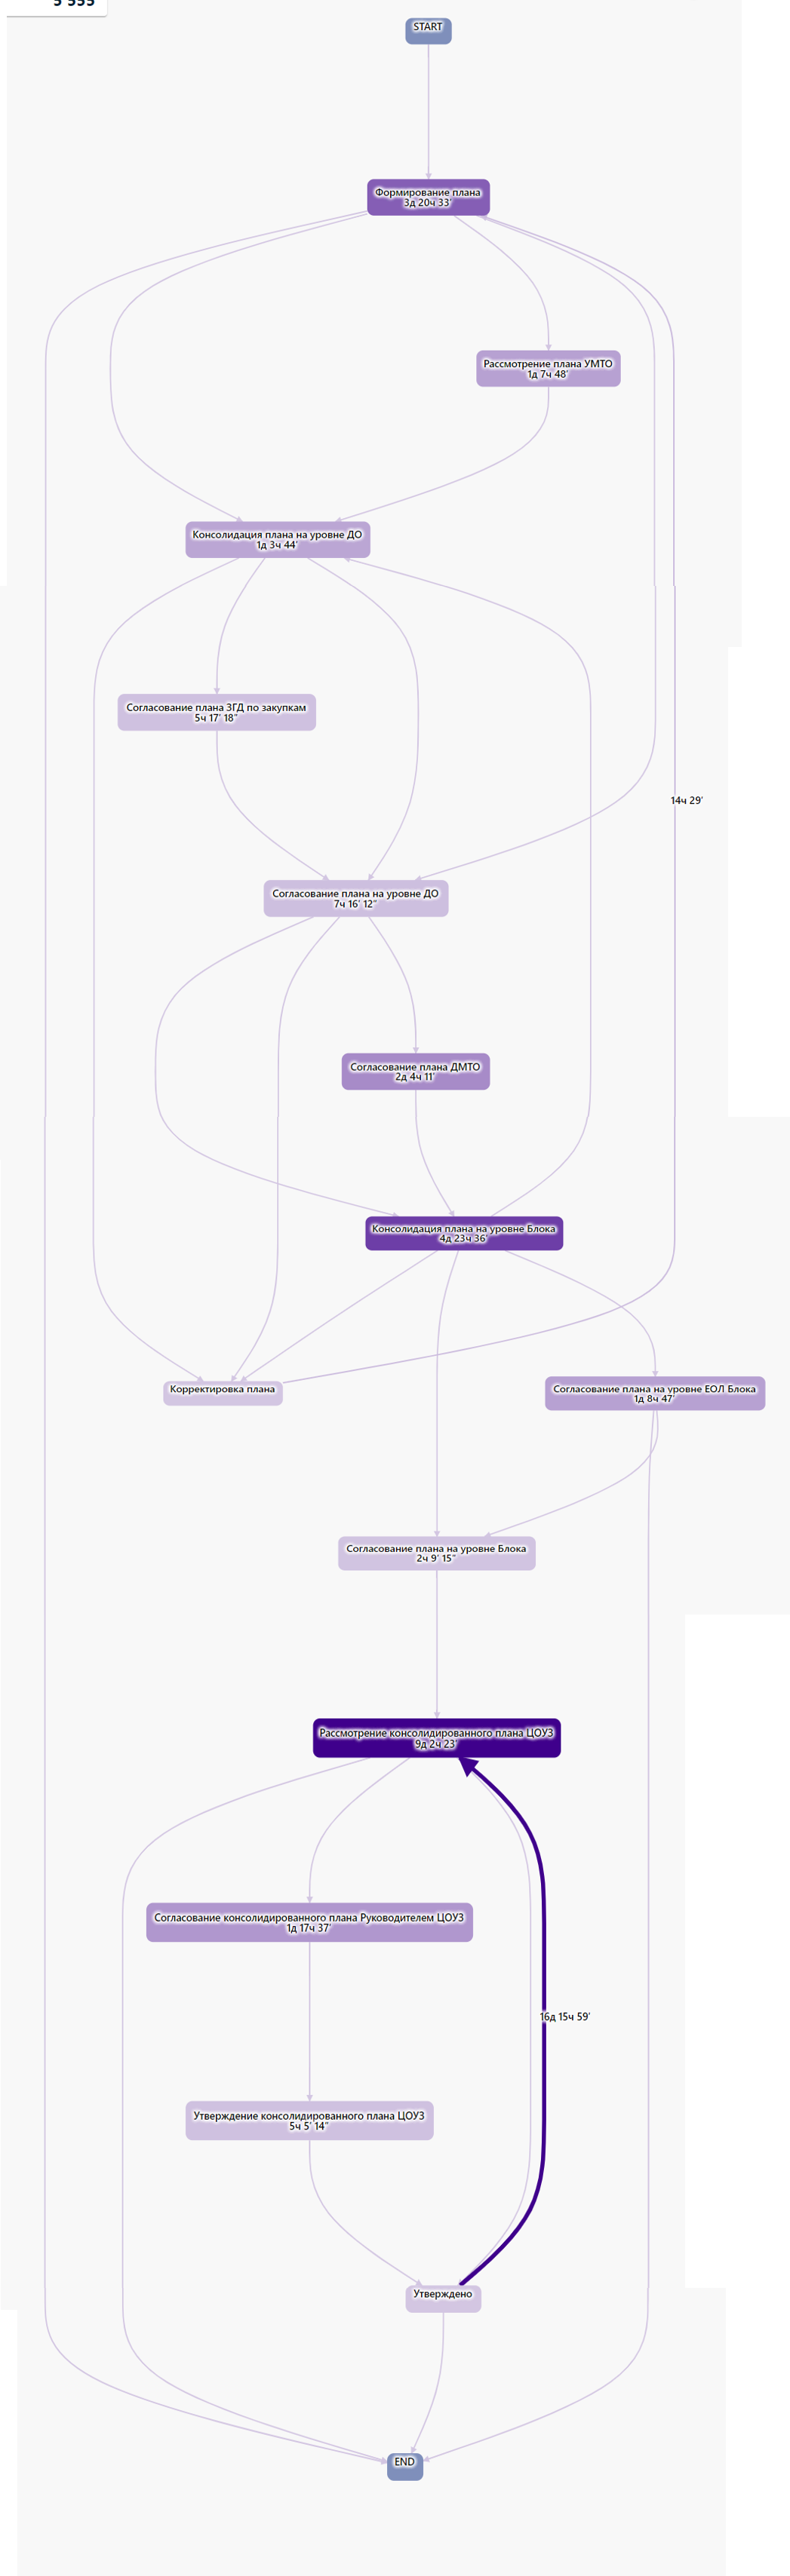 5 555
START
Формирование плана
3д 20ч 33'
Рассмотрение плана УМТО
1д 7ч 48'
Консолидация плана на уровне ДО
1д 3ч 44'
Согласование плана ЗГД по закупкам
5ч 17' 18"
14ч 29'
Согласование плана на уровне ДО
7ч 16' 12"
Согласование плана ДМТО
2д 4ч 11'
Консолидация плана на уровне Блока
4д 23ч 36'
Корректировка плана
Согласование плана на уровне ЕОЛ Блока
1д 8ч 47'
Согласование плана на уровне Блока
2ч 9' 15"
Рассмотрение консолидированного плана ЦОУЗ
9д 2ч 23'
Согласование консолидированного плана Руководителем ЦОУЗ
1д 17ч 37'
16д 15ч 59'
Утверждение консолидированного плана ЦОУЗ
5ч 5' 14"
Утверждено
END